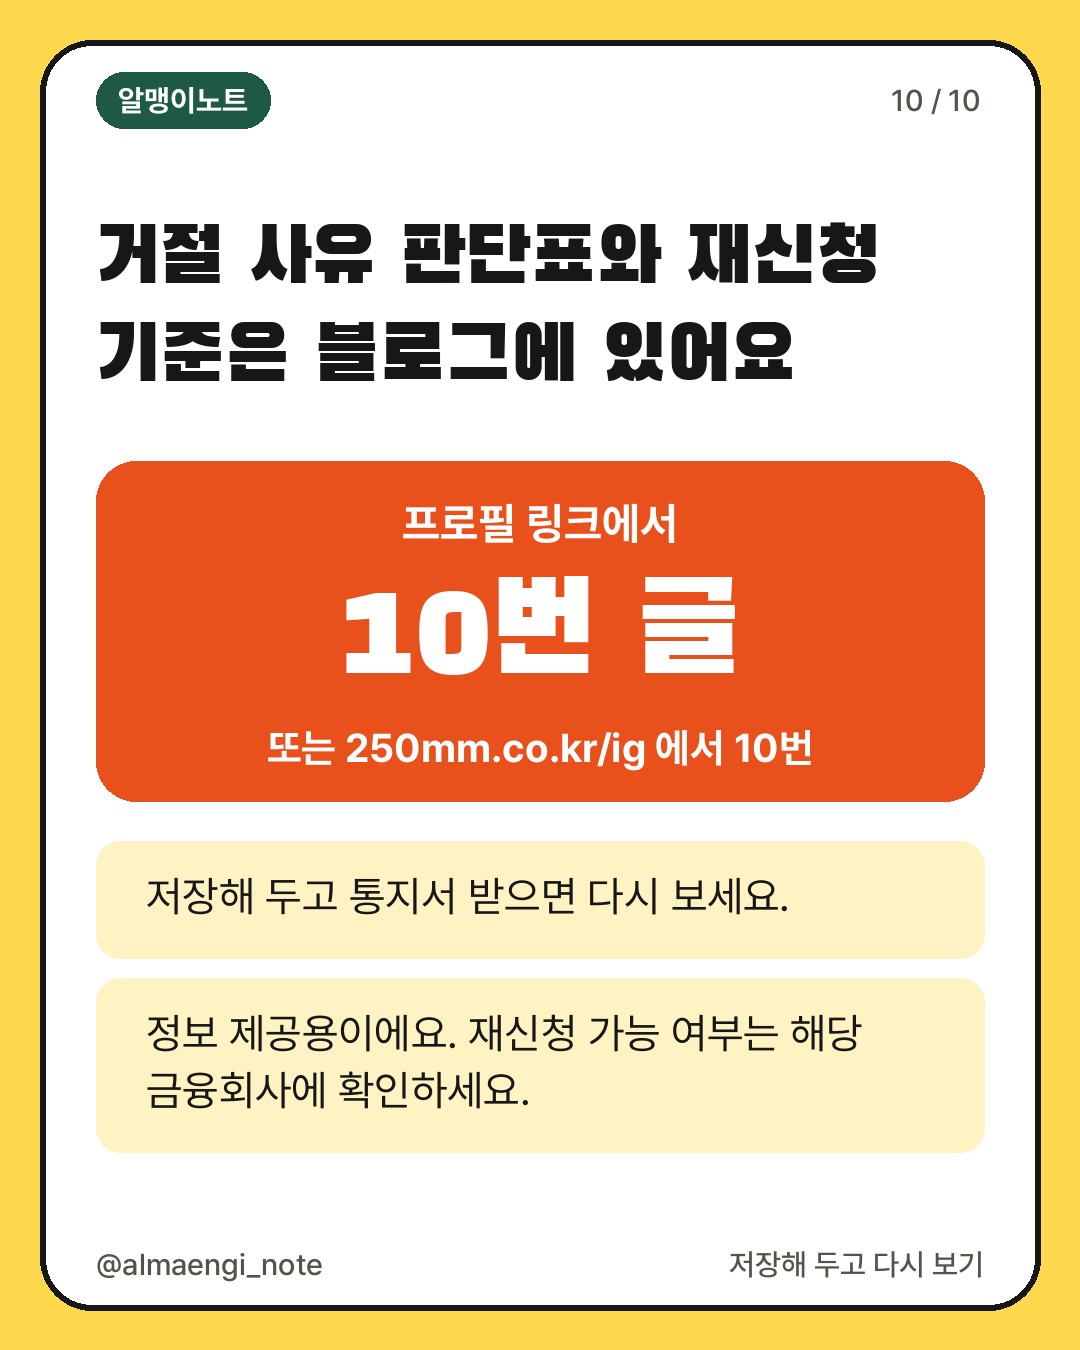 알맹이노트
10 / 10
거절 사유 판단표와 재신청
기준은 블로그에 있어요
프로필 링크에서
10번 글
또는 250mm.co.kr/ig 에서 10번
저장해 두고 통지서 받으면 다시 보세요.
정보 제공용이에요. 재신청 가능 여부는 해당
금융회사에 확인하세요.
@almaengi_note
저장해 두고 다시 보기